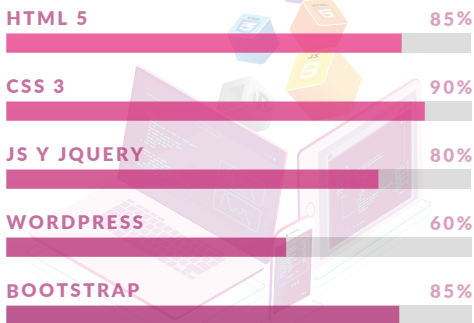 HTML 5 85%
CSS 3 90%
JS Y JQUERY 80%
WORDPRESS 60%
BOOTSTRAP 85%